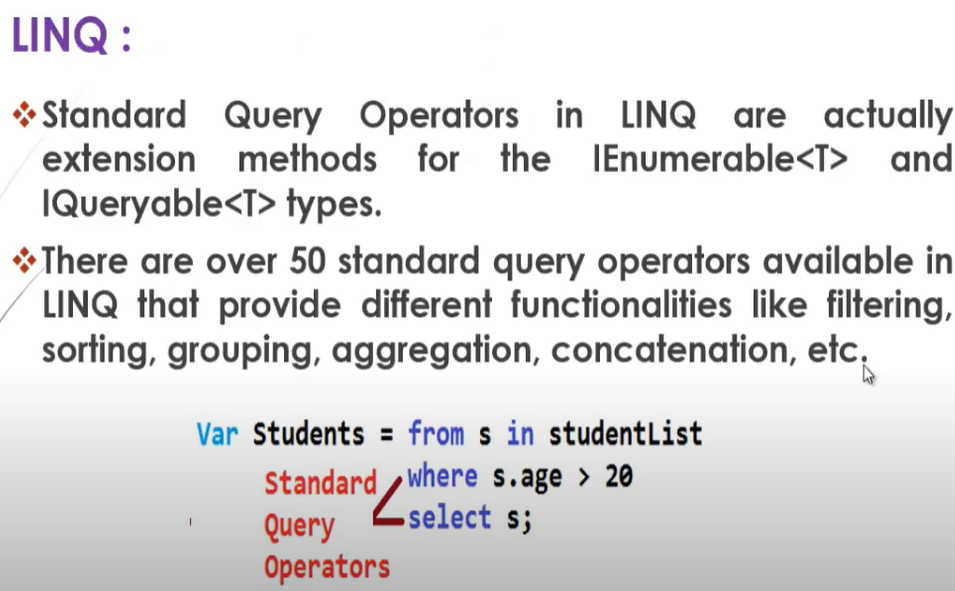 LINQ :
❖Standard Query Operators in LINQ are actually
extension methods for the IEnumerable<T> and
IQueryable<T> types.
❖There are over 50 standard query operators available in
LINQ that provide different functionalities like filtering,
sorting, grouping, aggregation, concatenation, etc.
Var Students = from s in studentList
where s.age > 20
select s;
Standard
Query
Operators